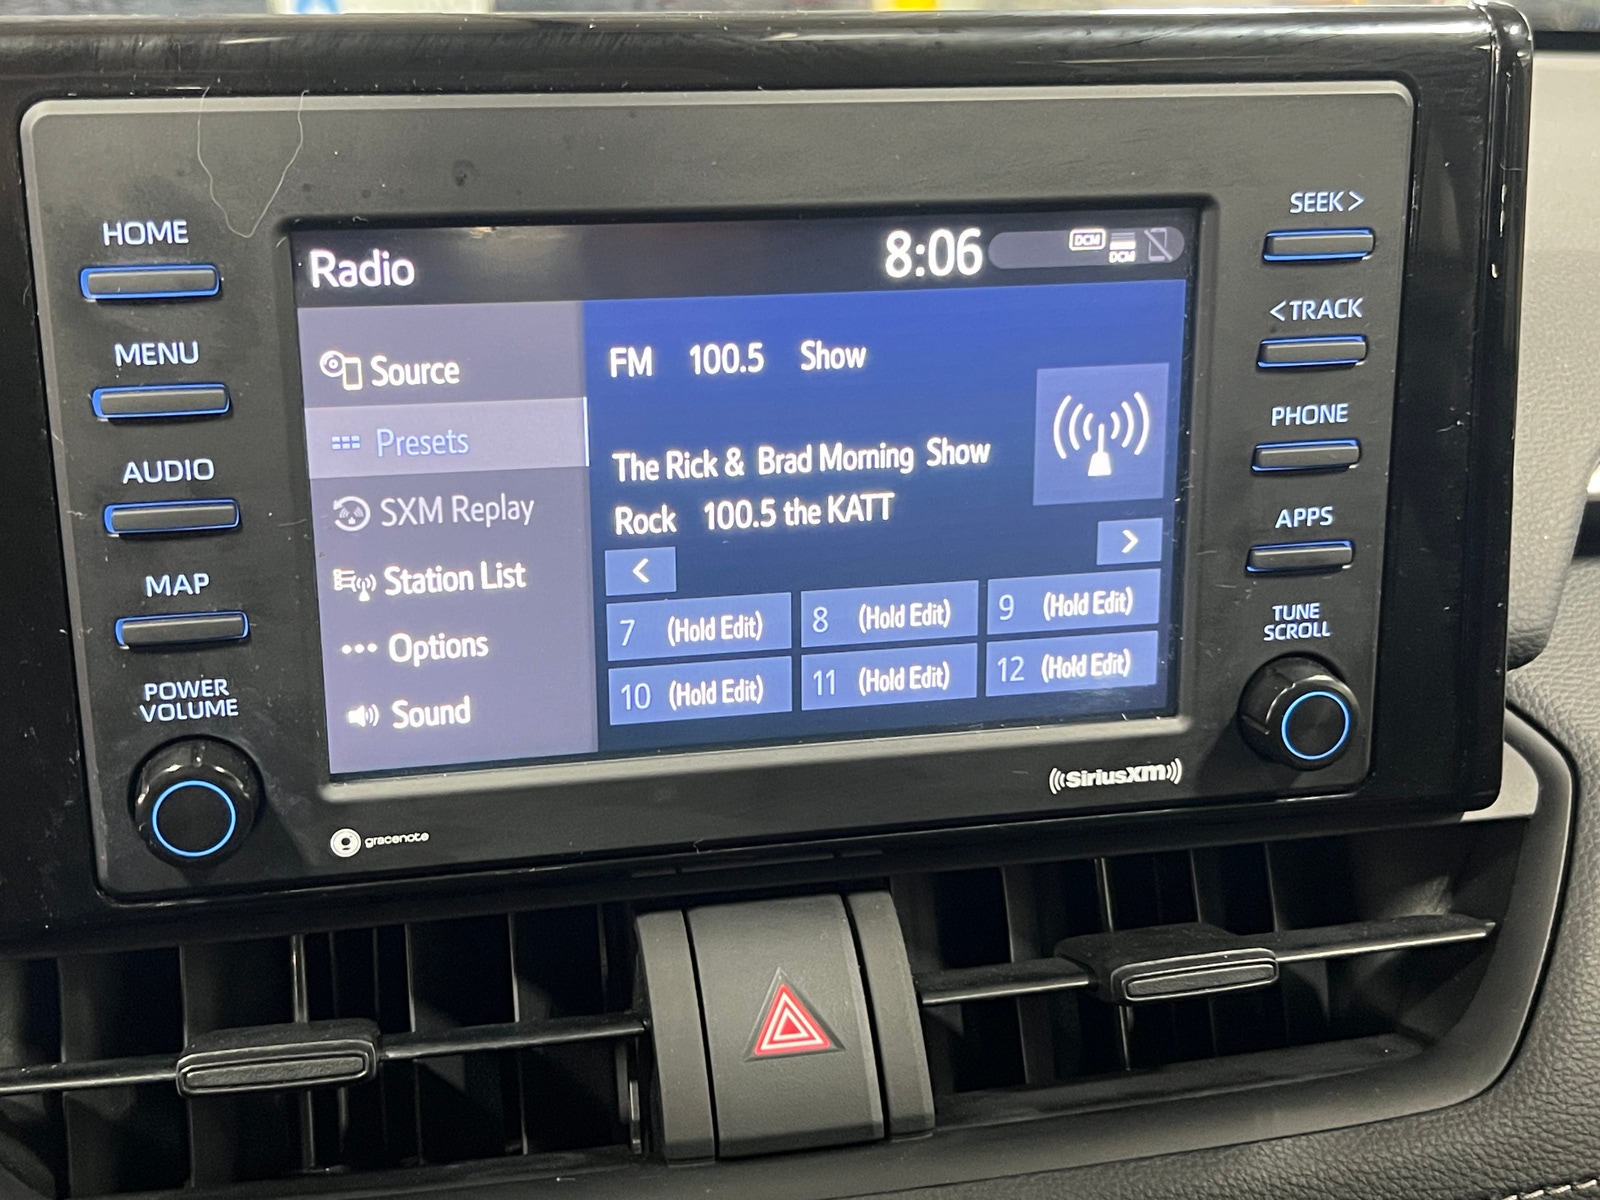 HOME
MENU
AUDIO
MAP
POWER
VOLUME
Radio
8:06
DCM
DCM
Source
Presets
SXM Replay
Station List
Options
Sound
FM 100.5 Show
The Rick & Brad Morning Show
Rock 100.5 the KATT
<
>
7 (Hold Edit)
8 (Hold Edit)
9 (Hold Edit)
10 (Hold Edit)
11 (Hold Edit)
12 (Hold Edit)
SEEK >
< TRACK
PHONE
APPS
TUNE
SCROLL
gracenote
((SiriusXM))